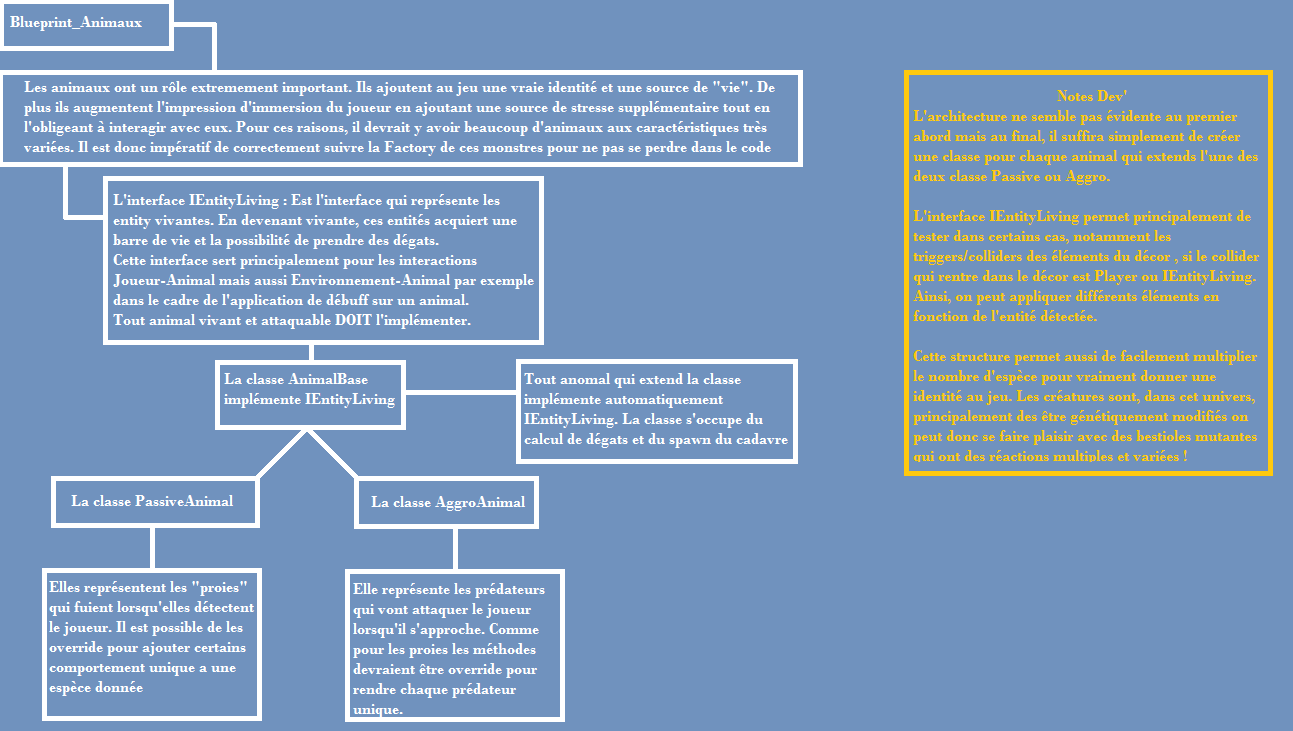 Blueprint_Animaux
Les animaux ont un rôle extremement important. Ils ajoutent au jeu une vraie identité et une source de "vie". De
plus ils augmentent l'impression d'immersion du joueur en ajoutant une source de stresse supplémentaire tout en
l'obligeant à interagir avec eux. Pour ces raisons, il devrait y avoir beaucoup d'animaux aux caractéristiques très
variées. Il est donc impératif de correctement suivre la Factory de ces monstres pour ne pas se perdre dans le code
L'interface IEntityLiving : Est l'interface qui représente les
entity vivantes. En devenant vivante, ces entités acquiert une
barre de vie et la possibilité de prendre des dégats.
Cette interface sert principalement pour les interactions
Joueur-Animal mais aussi Environnement-Animal par exemple
dans le cadre de l'application de débuff sur un animal.
Tout animal vivant et attaquable DOIT l'implémenter.
La classe AnimalBase
implémente IEntityLiving
Tout anomal qui extend la classe
implémente automatiquement
IEntityLiving. La classe s'occupe du
calcul de dégats et du spawn du cadavre
La classe PassiveAnimal
La classe AggroAnimal
Elles représentent les "proies"
qui fuient lorsqu'elles détectent
le joueur. Il est possible de les
override pour ajouter certains
comportement unique a une
espèce donnée
Elle représente les prédateurs
qui vont attaquer le joueur
lorsqu'il s'approche. Comme
pour les proies les méthodes
devraient être override pour
rendre chaque prédateur
unique.
Notes Dev'
L'architecture ne semble pas évidente au premier
abord mais au final, il suffira simplement de créer
une classe pour chaque animal qui extends l'une des
deux classe Passive ou Aggro.
L'interface IEntityLiving permet principalement de
tester dans certains cas, notamment les
triggers/colliders des éléments du décor , si le collider
qui rentre dans le décor est Player ou IEntityLiving.
Ainsi, on peut appliquer différents éléments en
fonction de l'entité détectée.
Cette structure permet aussi de facilement multiplier
le nombre d'espèce pour vraiment donner une
identité au jeu. Les créatures sont, dans cet univers,
principalement des être génétiquement modifiés on
peut donc se faire plaisir avec des bestioles mutantes
qui ont des réactions multiples et variées !